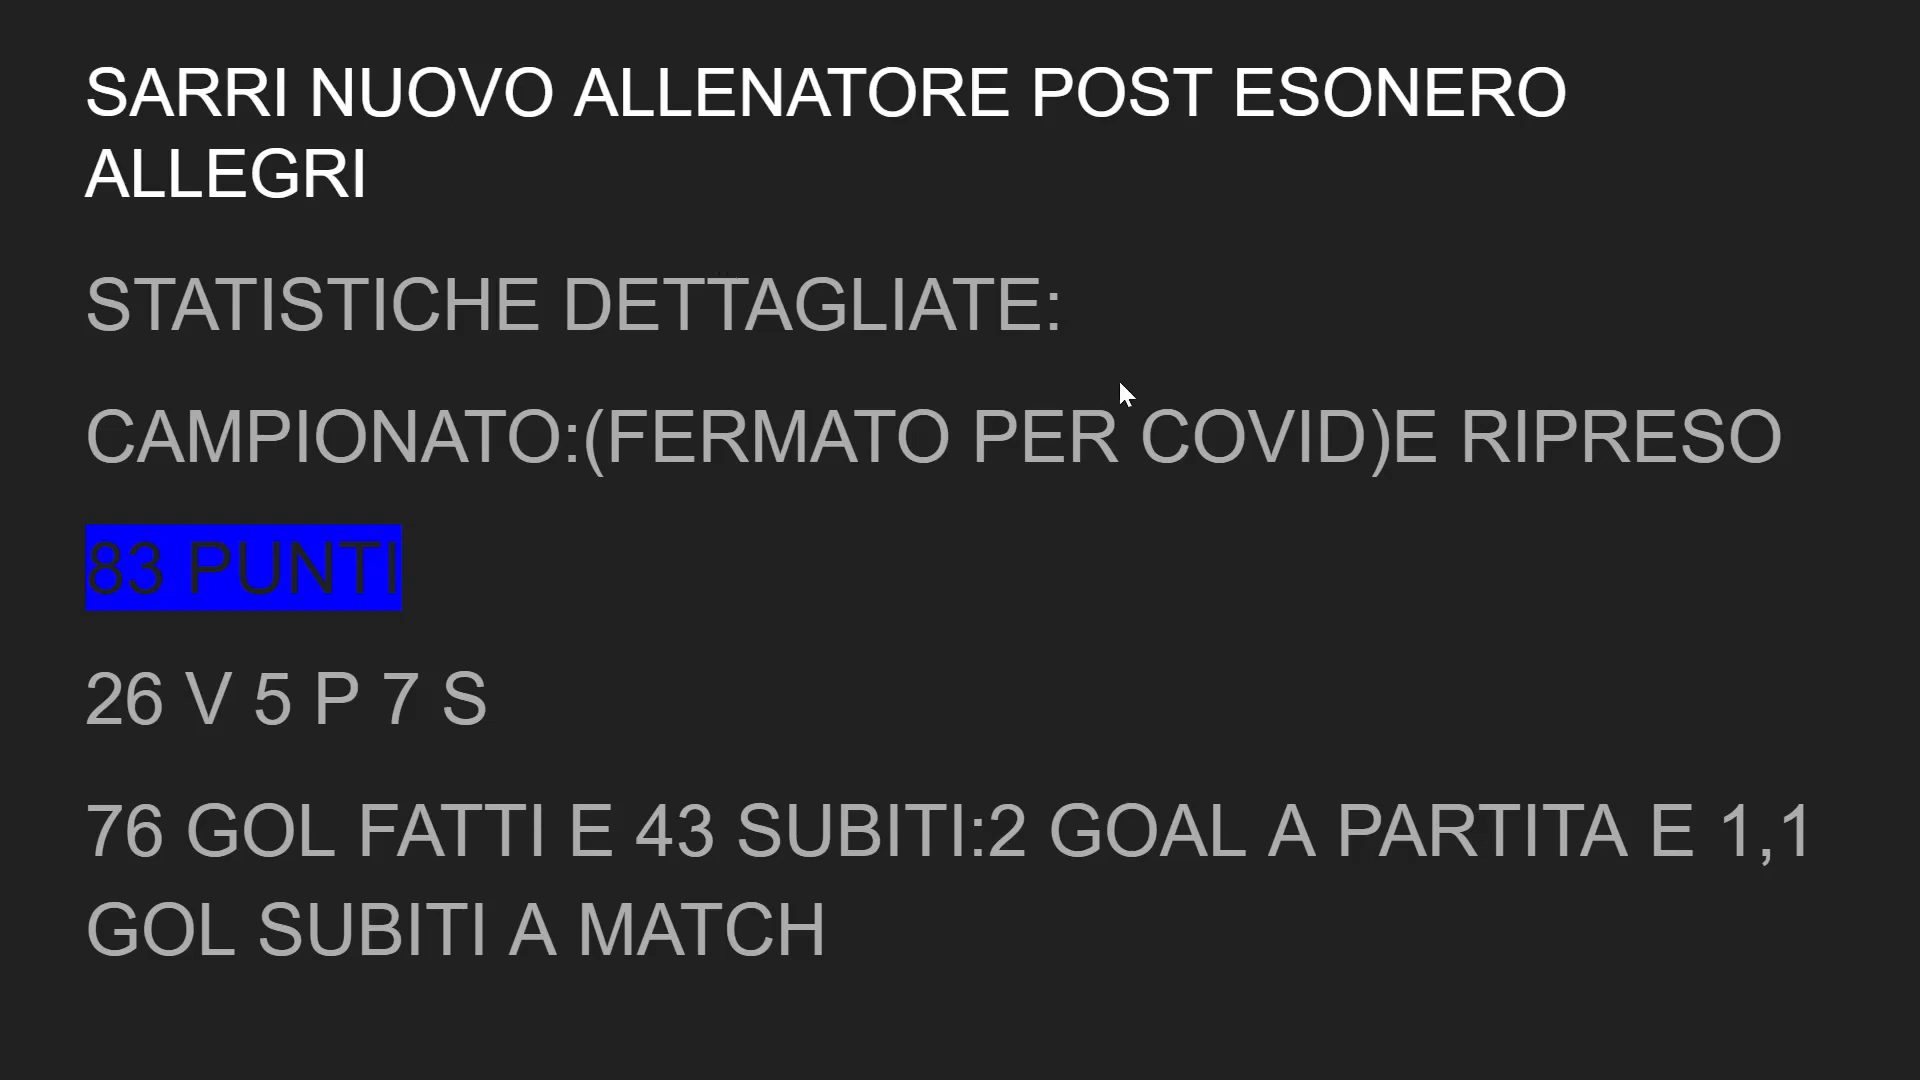 SARRI NUOVO ALLENATORE POST ESONERO
ALLEGRI
STATISTICHE DETTAGLIATE:
CAMPIONATO:(FERMATO PER COVID)E RIPRESO
83 PUNTI
26 V 5 P 7 S
76 GOL FATTI E 43 SUBITI:2 GOAL A PARTITA E 1,1
GOL SUBITI A MATCH